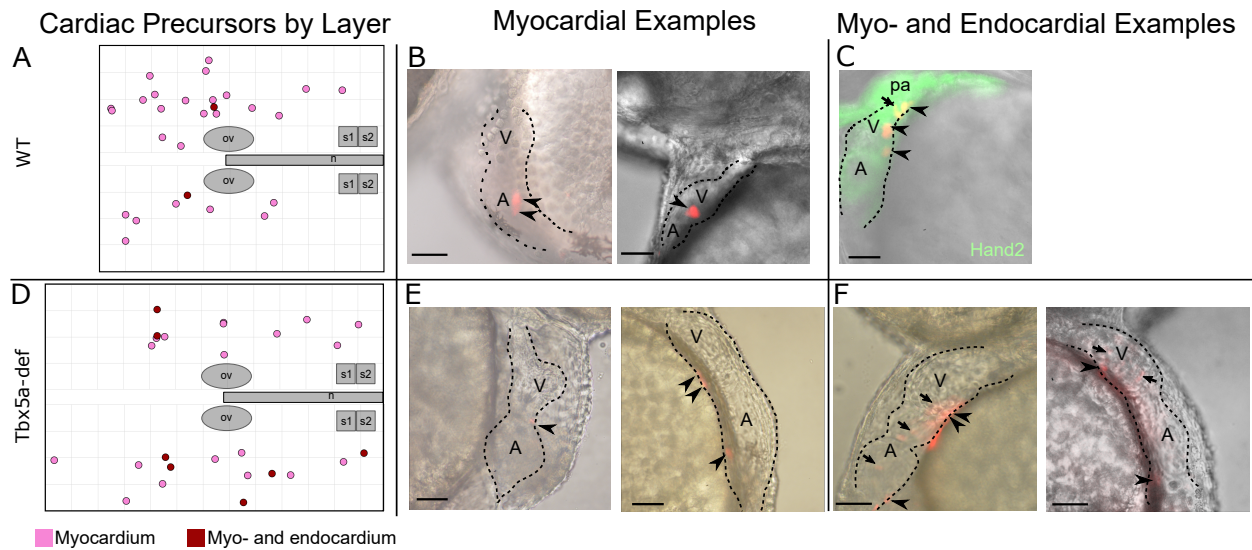 Cardiac Precursors by Layer
Myocardial Examples
Myo- and Endocardial Examples
A
WT
ov
s1 s2
n
ov
s1 s2
B
V
A
V
A
C
pa
V
A
Hand2
D
Tbx5a-def
ov
s1 s2
n
ov
s1 s2
E
V
A
V
A
F
V
A
V
A
Myocardium
Myo- and endocardium